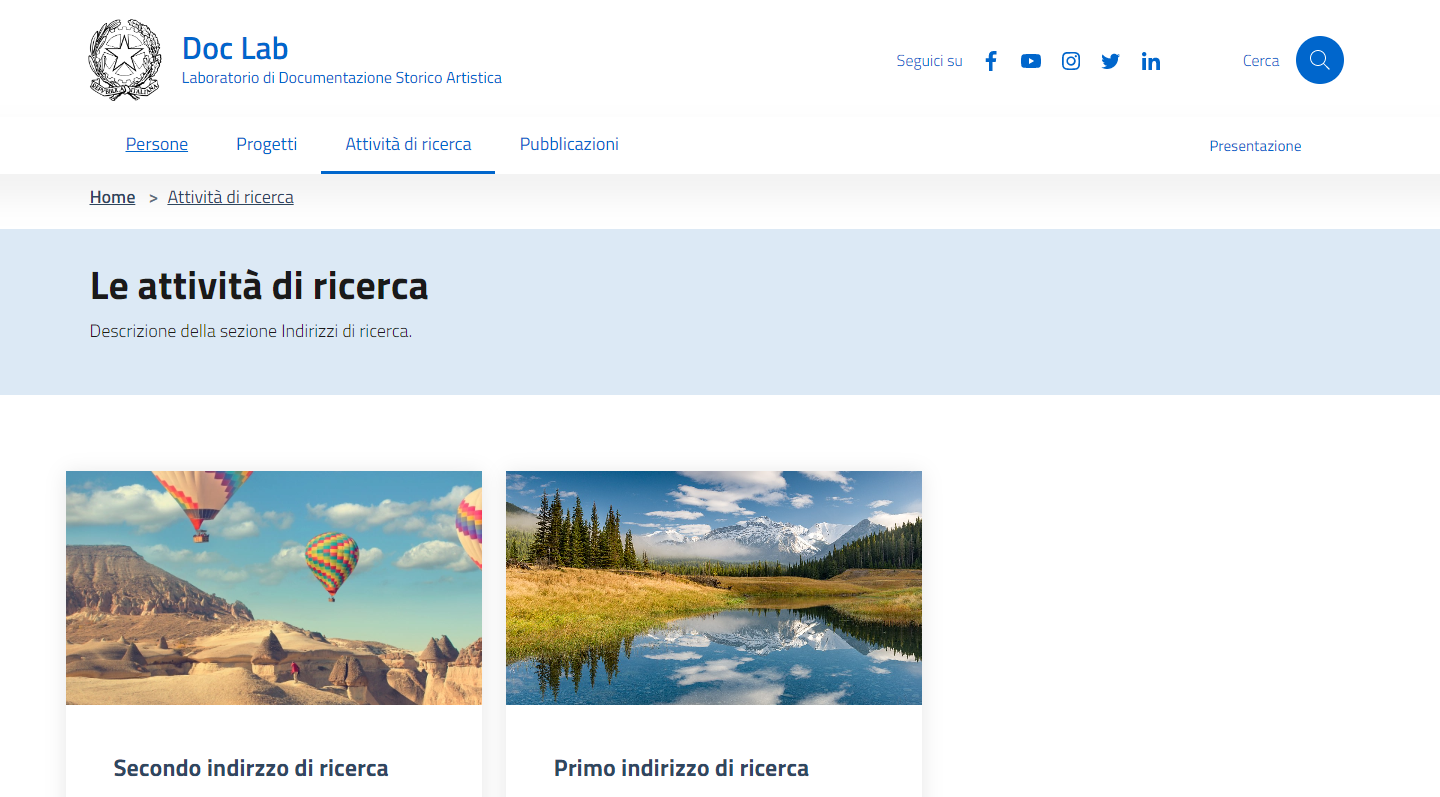 Doc Lab
Laboratorio di Documentazione Storico Artistica
Seguici su
Cerca
Persone
Progetti
Attività di ricerca
Pubblicazioni
Presentazione
Home > Attività di ricerca
Le attività di ricerca
Descrizione della sezione Indirizzi di ricerca.
Secondo indirzzo di ricerca
Primo indirizzo di ricerca